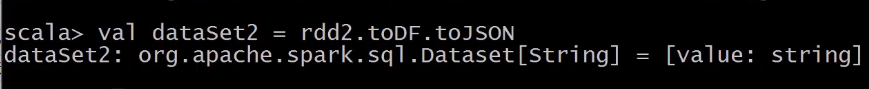 scala> val dataSet2 = rdd2.toDF.toJSON
dataSet2: org.apache.spark.sql.Dataset[String] = [value: string]